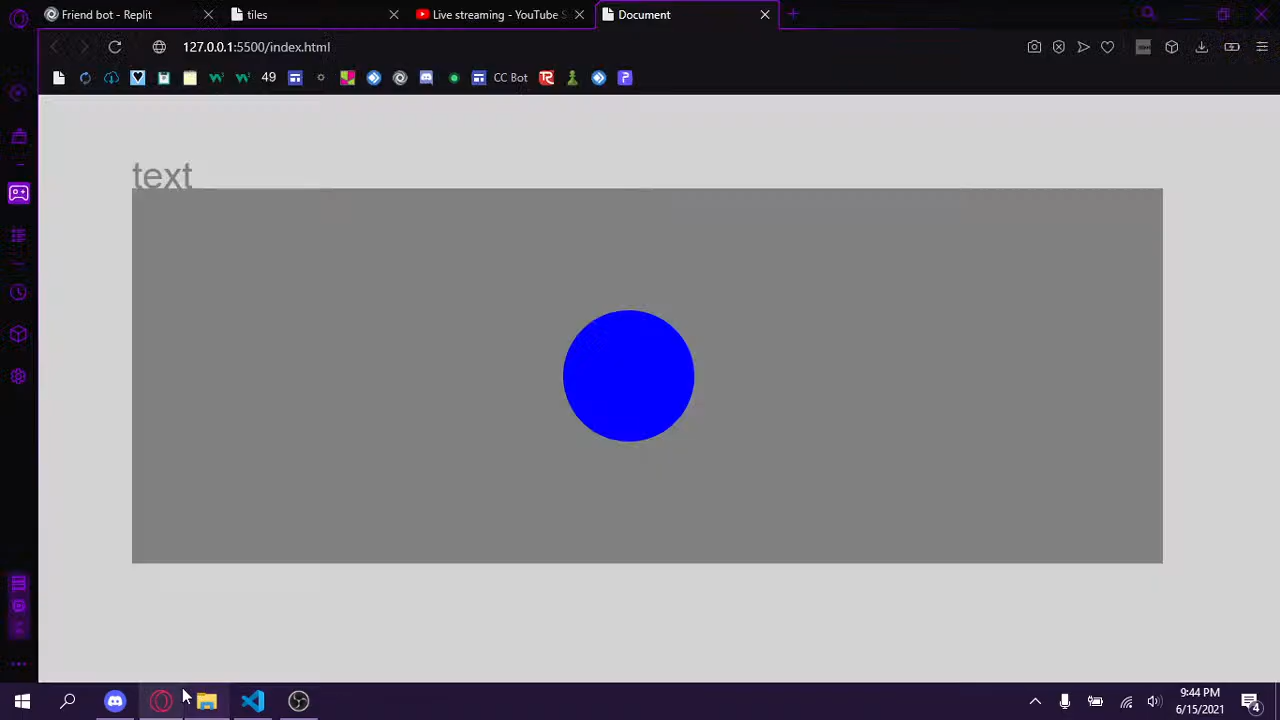 Friend bot - Replit
tiles
Live streaming - YouTube S
Document
127.0.0.1:5500/index.html
49
CC Bot
text
9:44 PM
6/15/2021
4